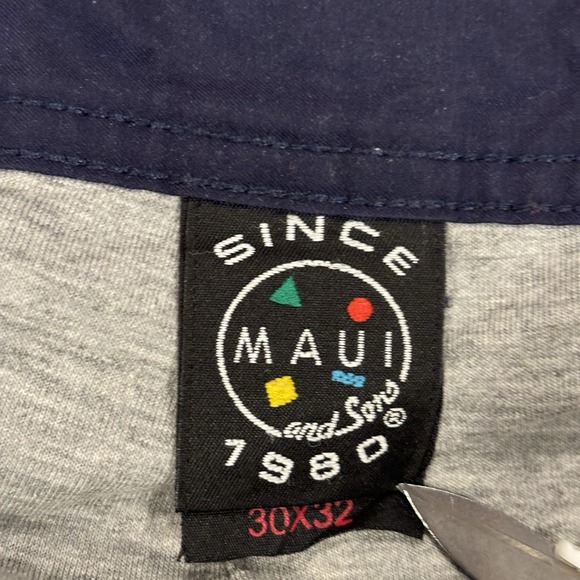 SINCE
MAUI
and Sons®
1980
30X32